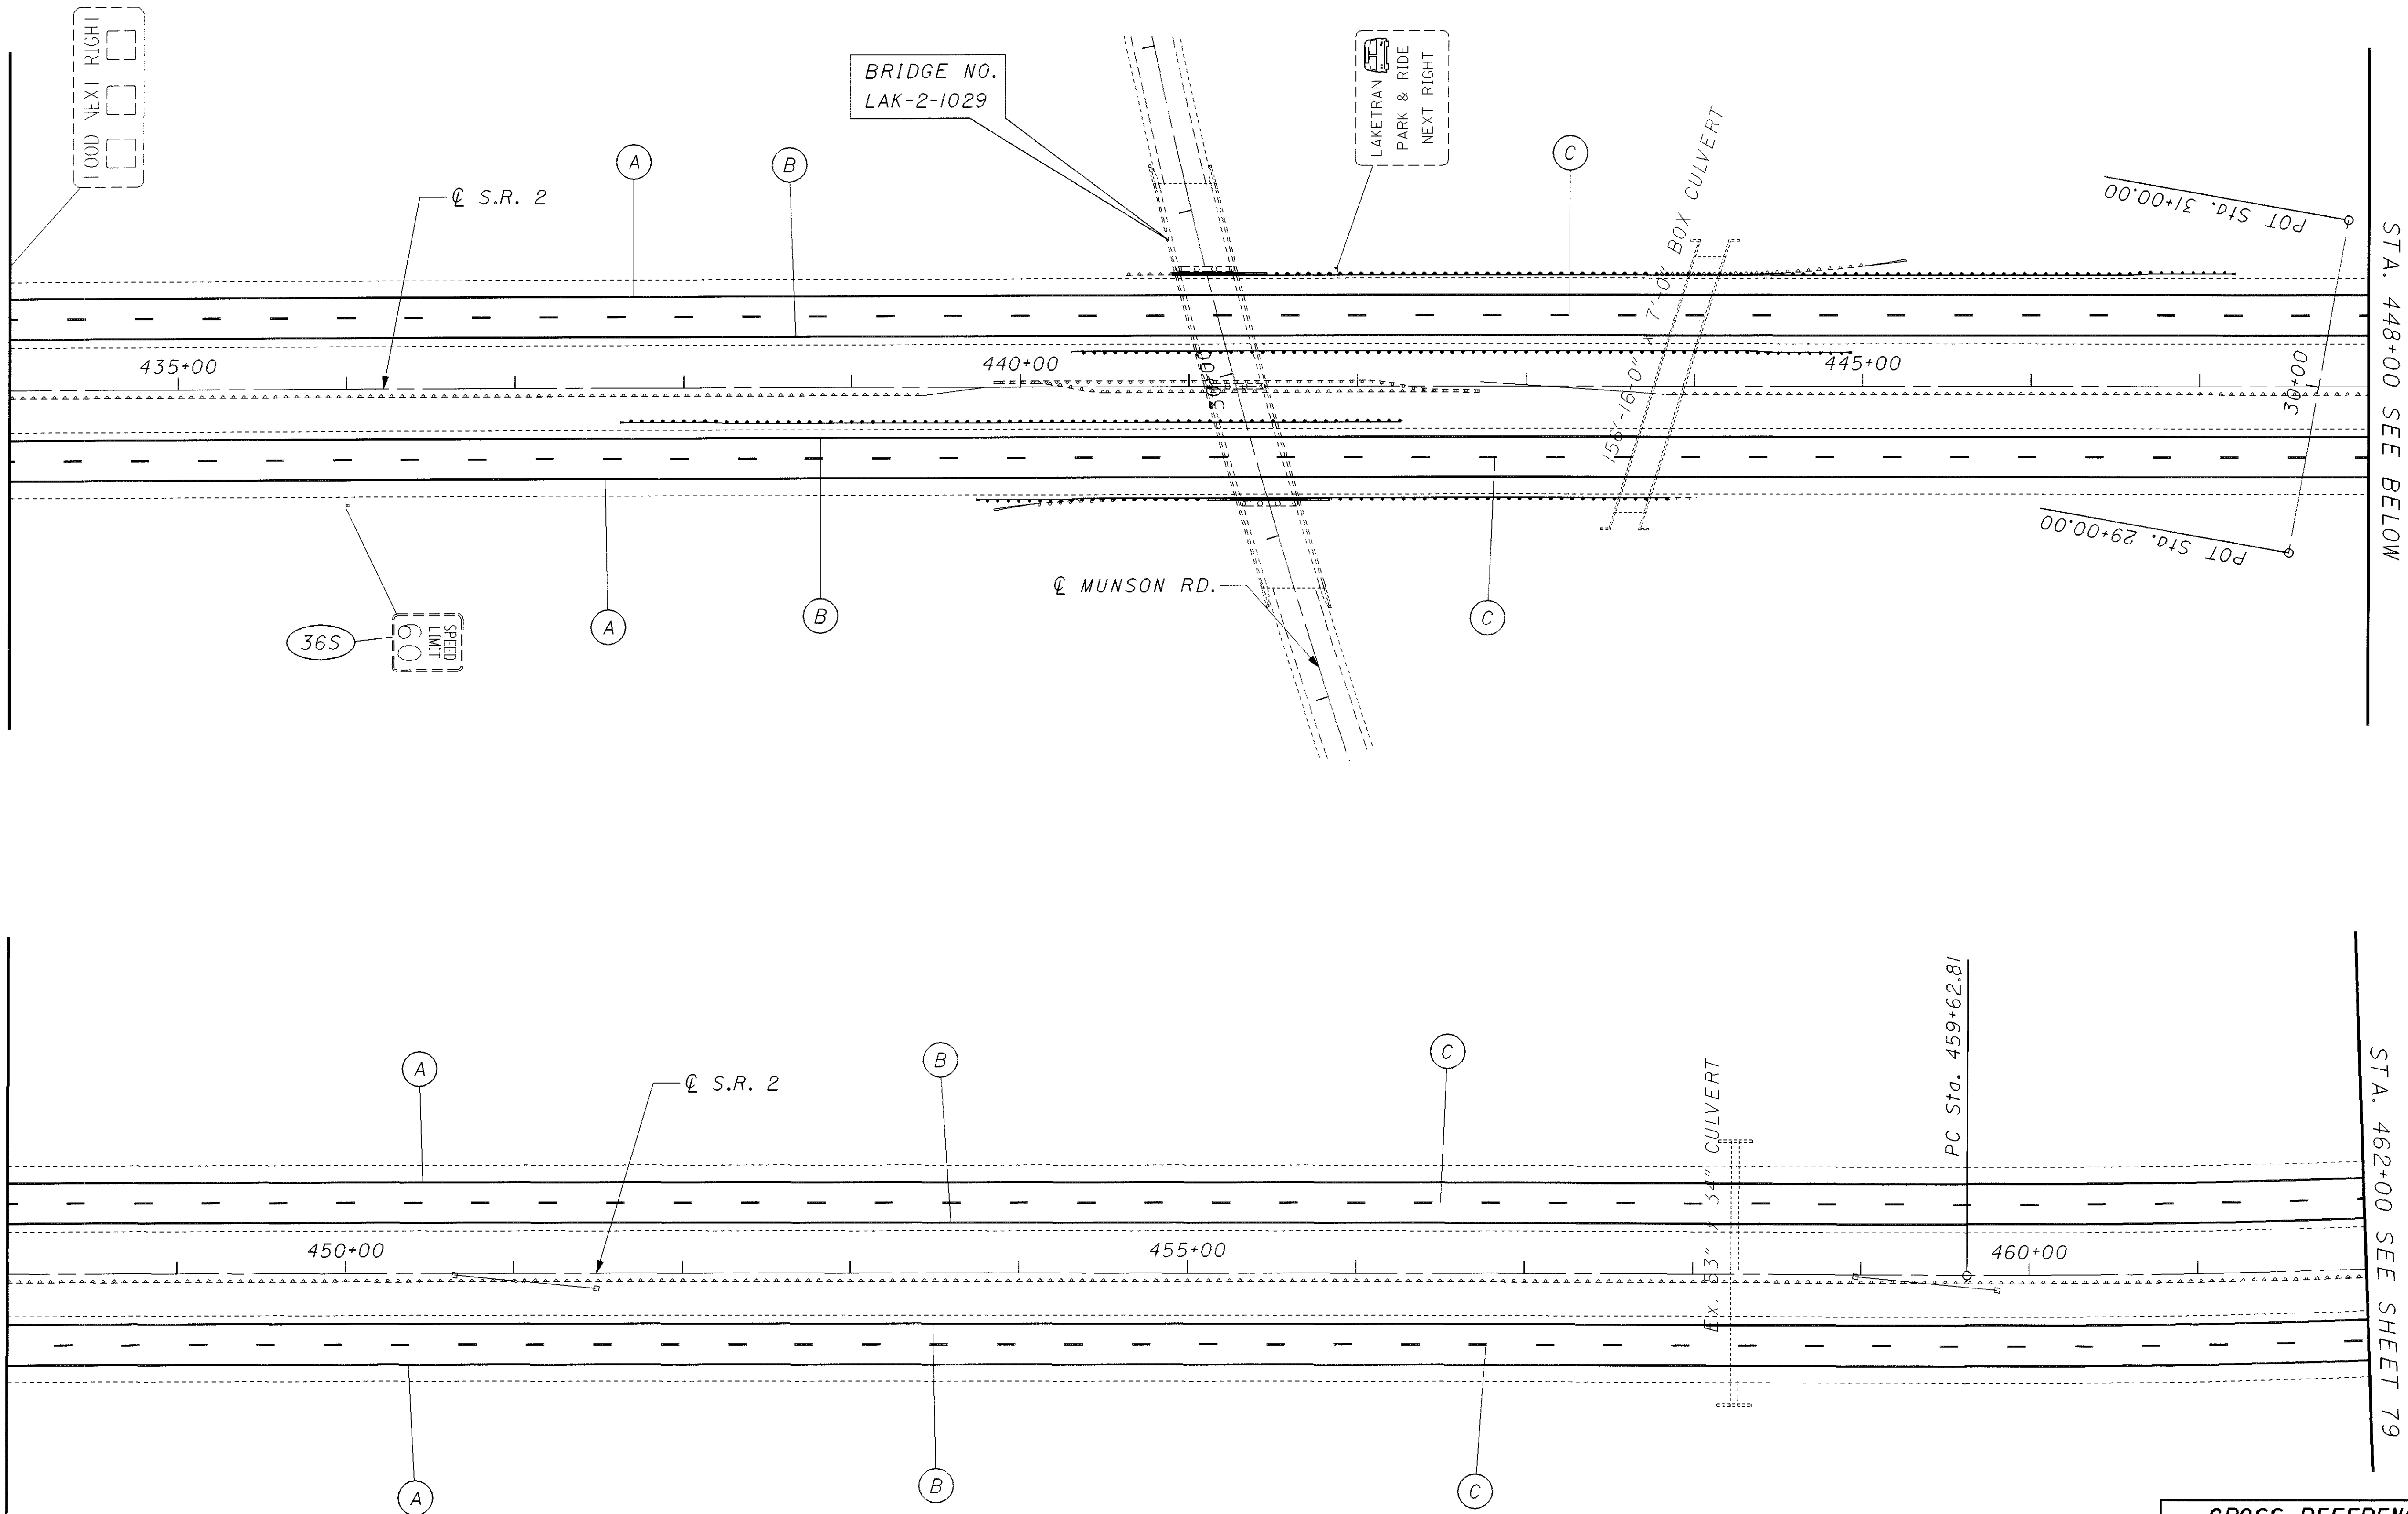 FOOD NEXT RIGHT
BRIDGE NO.
LAK-2-1029
LAKETRAN
PARK & RIDE
NEXT RIGHT
A
B
C
℄ S.R. 2
156'-16'-0" X 7'-0" BOX CULVERT
POT Sta. 31+00.00
STA. 448+00 SEE BELOW
435+00
440+00
445+00
30+00
30+00
POT Sta. 29+00.00
℄ MUNSON RD.
36S
SPEED
LIMIT
60
A
B
C
A
B
C
℄ S.R. 2
Ex. 53" x 34" CULVERT
PC Sta. 459+62.81
STA. 462+00 SEE SHEET 79
450+00
455+00
460+00
A
B
C